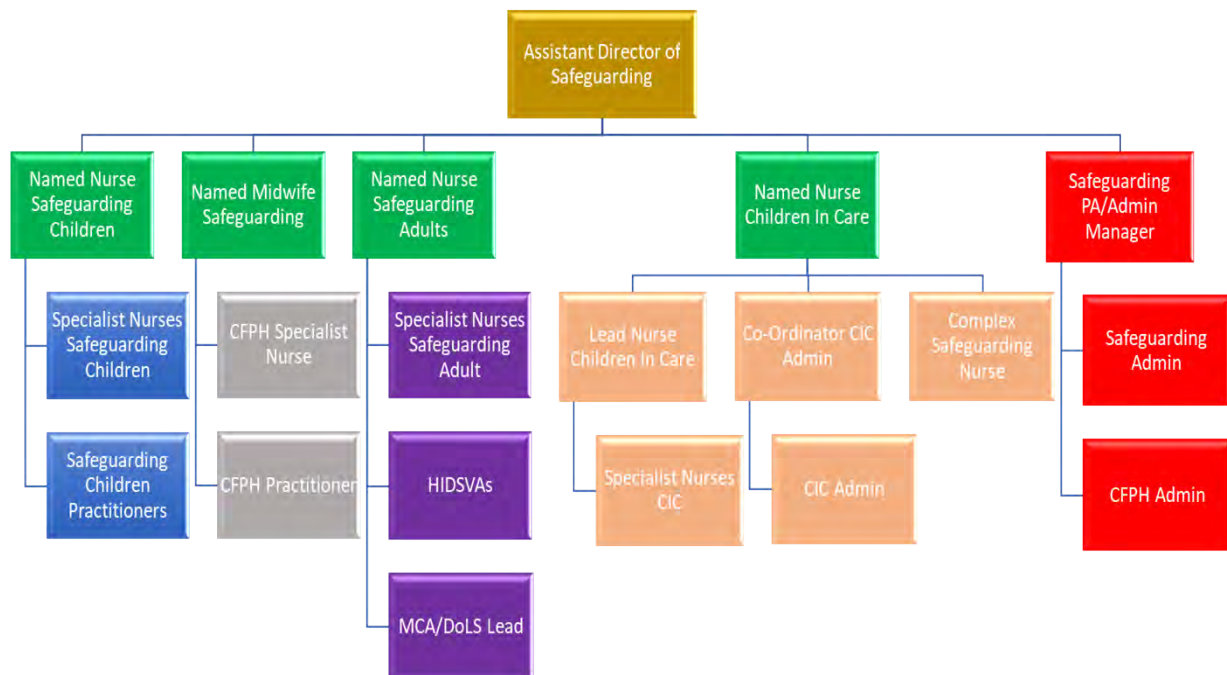 Assistant Director of
Safeguarding
Named Nurse
Safeguarding
Children
Named Midwife
Safeguarding
Named Nurse
Safeguarding
Adults
Named Nurse
Children In Care
Safeguarding
PA/Admin
Manager
Specialist Nurses
Safeguarding
Children
CFPH Specialist
Nurse
Specialist Nurses
Safeguarding
Adult
Lead Nurse
Children In Care
Co-Ordinator CIC
Admin
Complex
Safeguarding
Nurse
Safeguarding
Admin
Safeguarding
Children
Practitioners
CFPH Practitioner
HIDSVAs
Specialist Nurses
CIC
CIC Admin
CFPH Admin
MCA/DoLS Lead